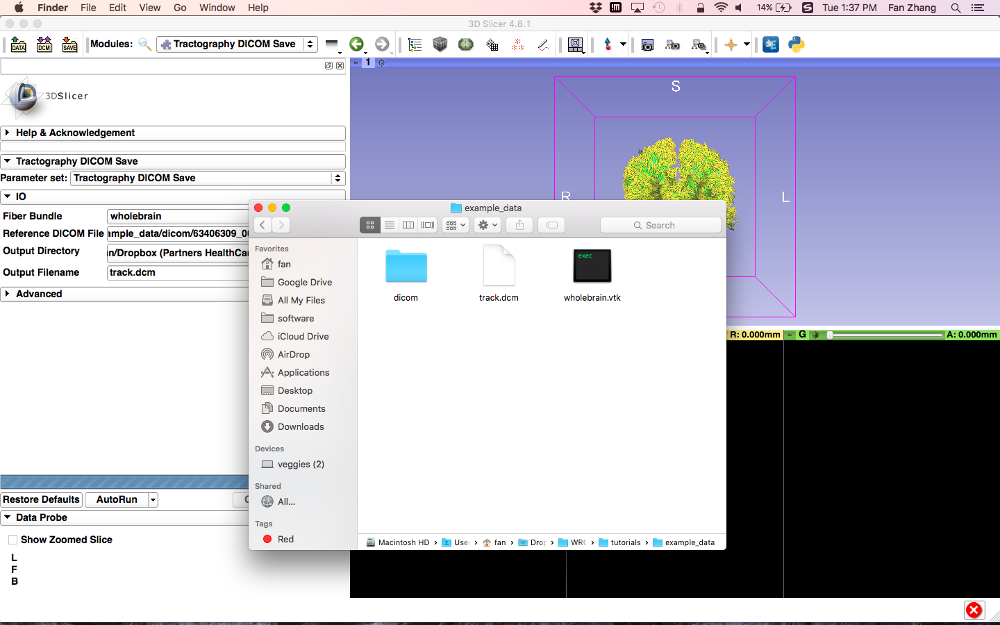 Finder File Edit View Go Window Help 14% Tue 1:37 PM Fan Zhang
3D Slicer 4.8.1
DATA DCM SAVE Modules: Tractography DICOM Save
1
3DSlicer
S
Help & Acknowledgement
Tractography DICOM Save
Parameter set: Tractography DICOM Save
IO
R L
Fiber Bundle wholebrain
Reference DICOM File ample_data/dicom/63406309_0
Output Directory n/Dropbox (Partners HealthCa
Output Filename track.dcm
Advanced
example_data
Search
Favorites
fan
Google Drive
All My Files
software
iCloud Drive
AirDrop
Applications
Desktop
Documents
Downloads
Devices
veggies (2)
Shared
All...
Tags
Red
exec
dicom track.dcm wholebrain.vtk
Macintosh HD › Use › fan › Drop › WR › tutorials › example_data
R: 0.000mm G A: 0.000mm
Restore Defaults AutoRun
Data Probe
Show Zoomed Slice
L
F
B